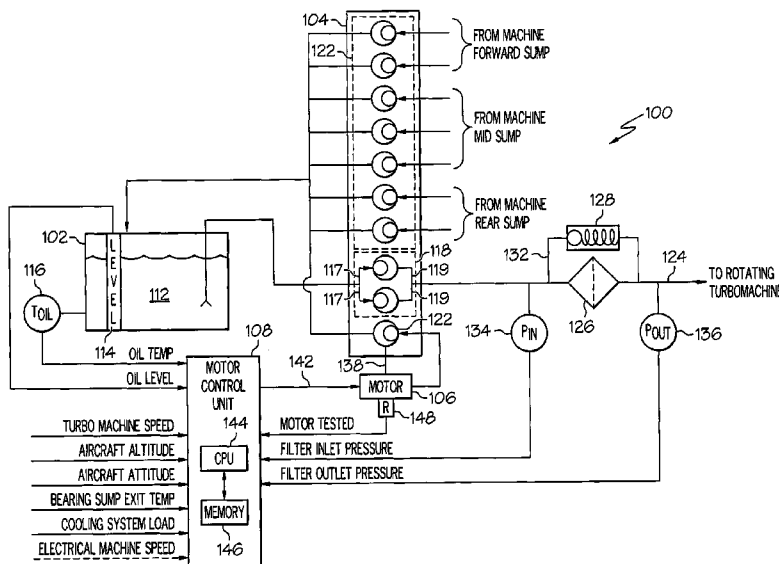 104
122
FROM MACHINE
FORWARD SUMP
FROM MACHINE
MID SUMP
FROM MACHINE
REAR SUMP
100
102
LEVEL
112
114
116
TOIL
118
117
117
119
119
122
128
132
126
124
TO ROTATING
TURBOMACHINE
134
PIN
POUT
136
138
OIL TEMP
OIL LEVEL
108
MOTOR
CONTROL
UNIT
142
MOTOR
106
R
148
144
CPU
MEMORY
146
MOTOR TESTED
FILTER INLET PRESSURE
FILTER OUTLET PRESSURE
TURBO MACHINE SPEED
AIRCRAFT ALTITUDE
AIRCRAFT ATTITUDE
BEARING SUMP EXIT TEMP
COOLING SYSTEM LOAD
ELECTRICAL MACHINE SPEED